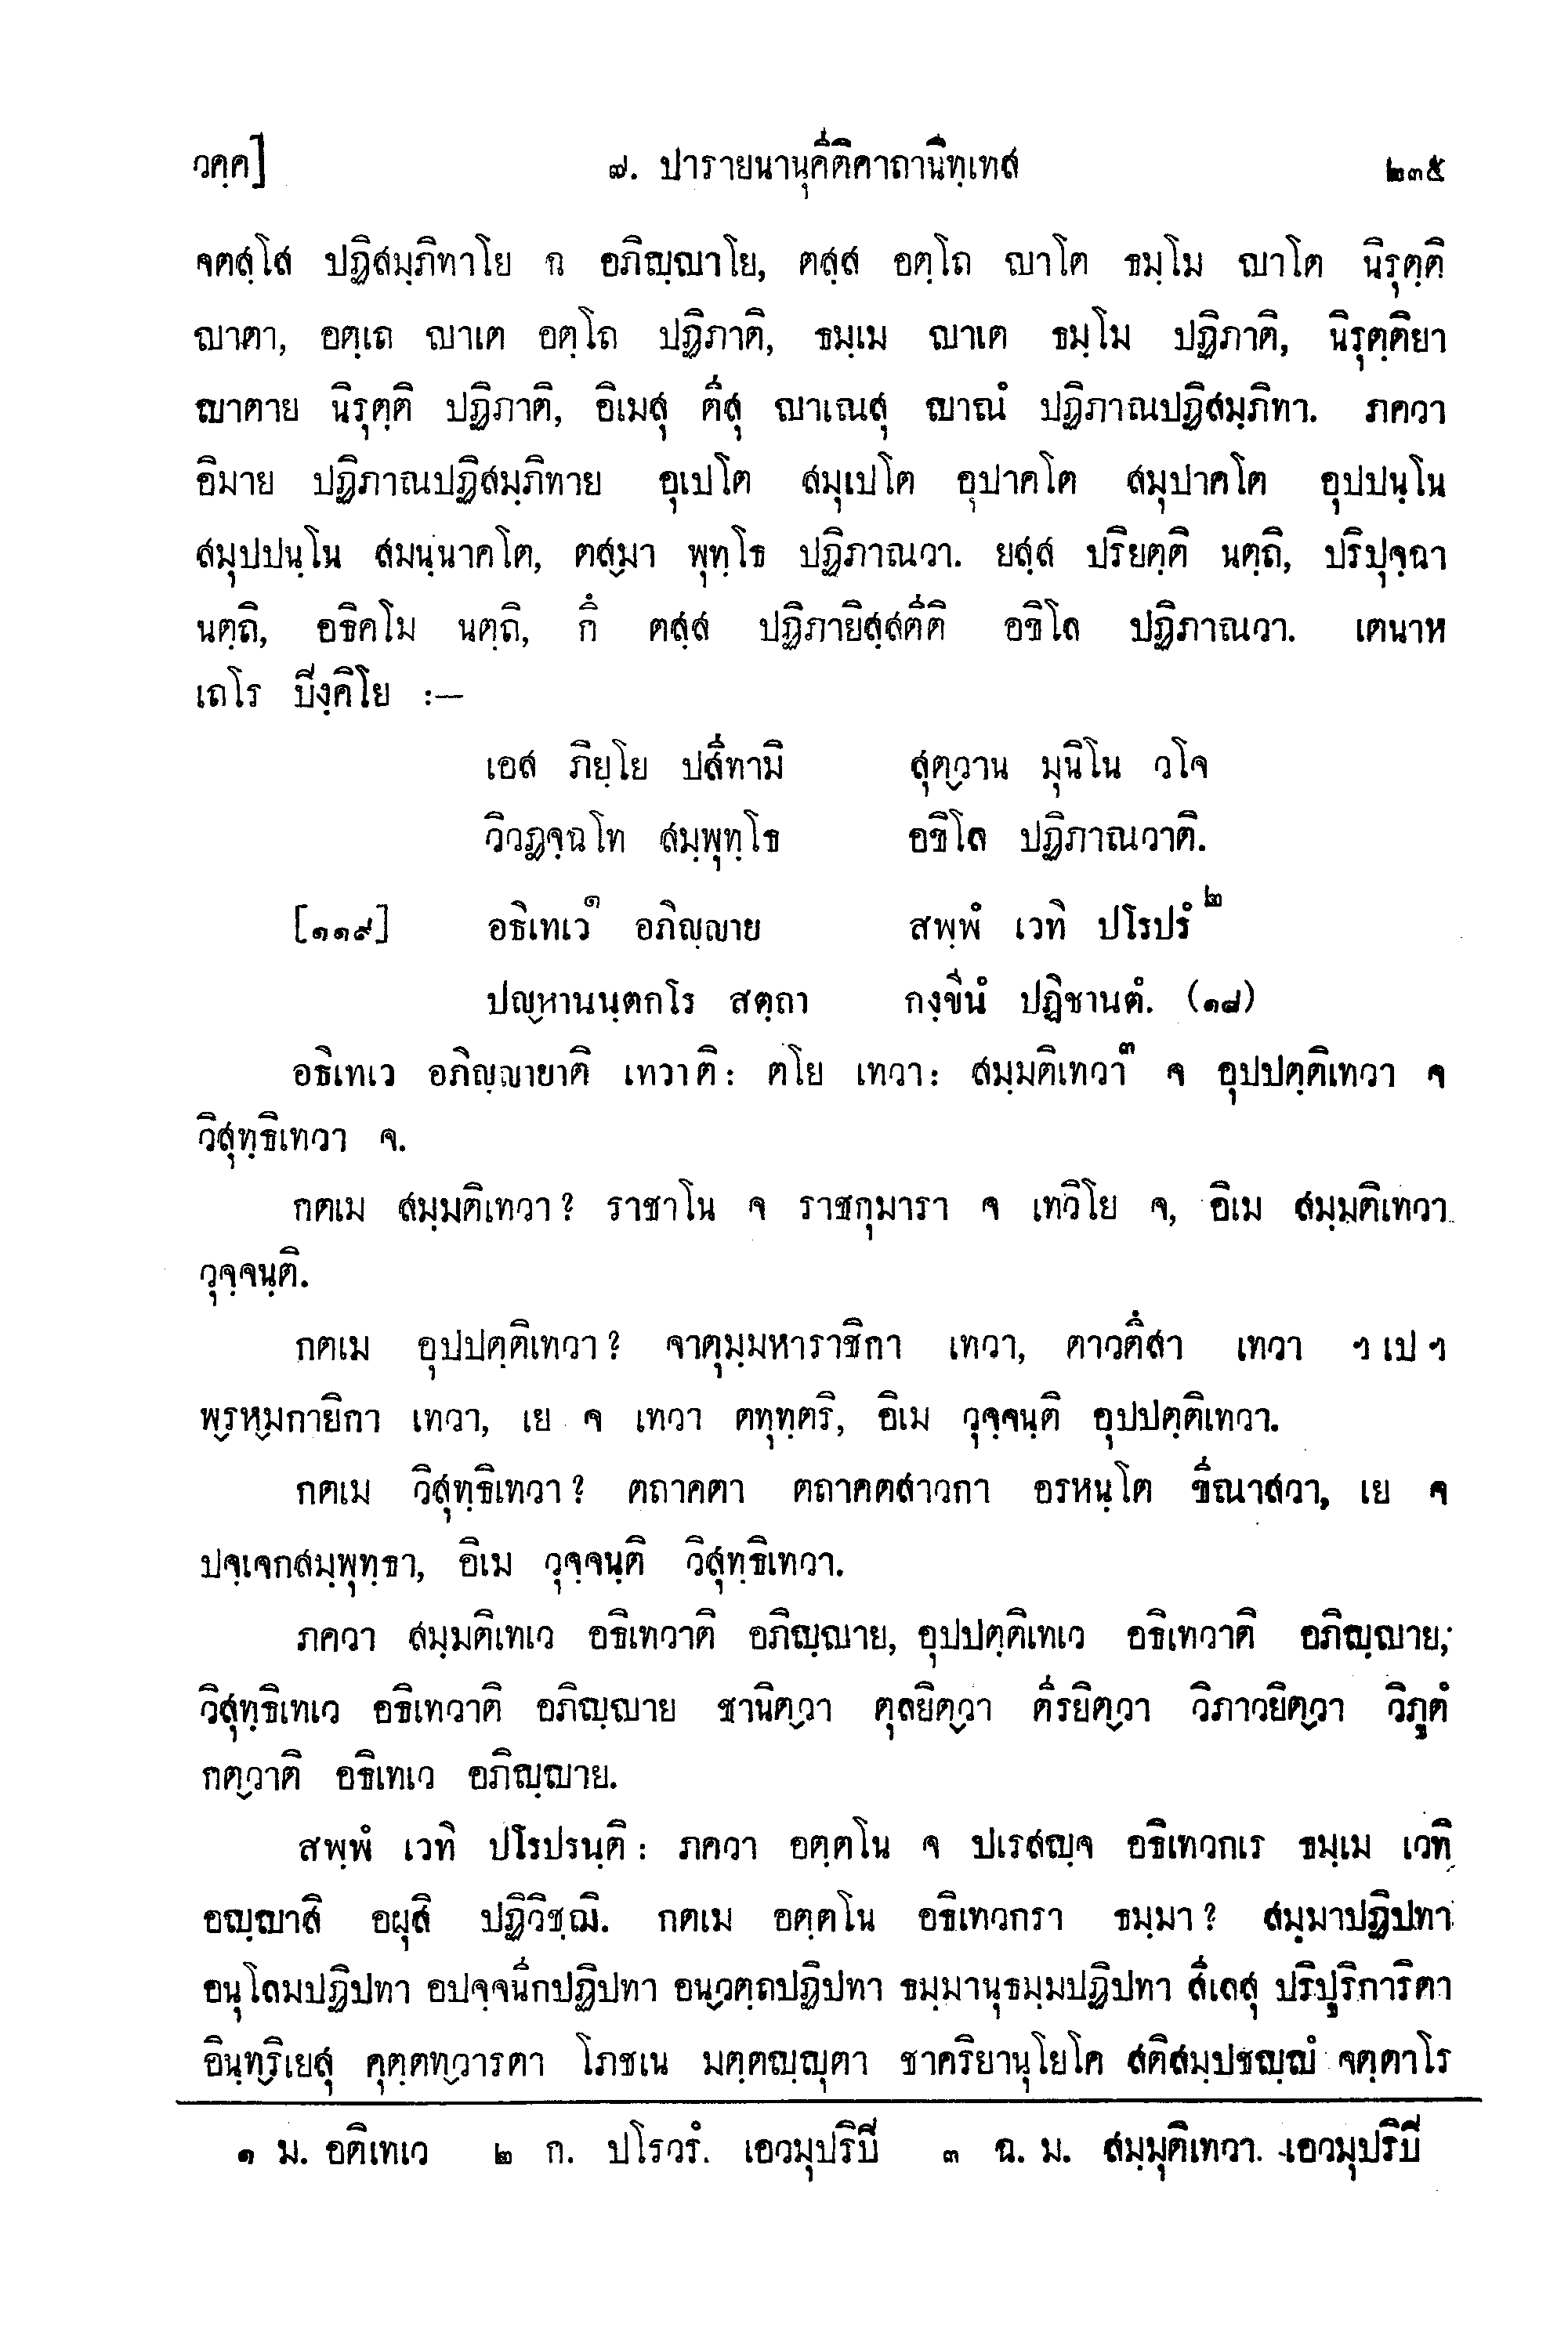 วคฺค] ๗. ปารายนานุคีติคาถานิทฺเทส ๒๓๕
จตสฺโส ปฏิสมฺภิทาโย ฉ อภิญฺญาโย, ตสฺส อตฺโถ ญาโต ธมฺโม ญาโต นิรุตฺติ
ญาตา, อตฺเถ ญาเต อตฺโถ ปฏิภาติ, ธมฺเม ญาเต ธมฺโม ปฏิภาติ, นิรุตฺติยา
ญาตาย นิรุตฺติ ปฏิภาติ, อิเมสุ ตีสุ ญาเณสุ ญาณํ ปฏิภาณปฏิสมฺภิทา. ภควา
อิมาย ปฏิภาณปฏิสมฺภิทาย อุเปโต สมุเปโต อุปาคโต สมุปาคโต อุปปนฺโน
สมุปปนฺโน สมนฺนาคโต, ตสฺมา พุทฺโธ ปฏิภาณวา. ยสฺส ปริยตฺติ นตฺถิ, ปริปุจฺฉา
นตฺถิ, อธิคโม นตฺถิ, กึ ตสฺส ปฏิภายิสฺสตีติ อขิโล ปฏิภาณวา. เตนาห
เถโร ปิงฺคิโย :—
เอส ภิยฺโย ปสีทามิ สุตฺวาน มุนิโน วโจ
วิวฏจฺฉโท สมฺพุทฺโธ อขิโล ปฏิภาณวาติ.
[๑๑๙] อธิเทเว๑ อภิญฺญาย สพฺพํ เวทิ ปโรปรํ๒
ปญฺหานนฺตกโร สตฺถา กงฺขีนํ ปฏิชานตํ. (๑๘)
อธิเทเว อภิญฺญายาติ เทวาติ: ตโย เทวา: สมฺมติเทวา๓ จ อุปปตฺติเทวา จ
วิสุทฺธิเทวา จ.
กตเม สมฺมติเทวา? ราชาโน จ ราชกุมารา จ เทวิโย จ, อิเม สมฺมติเทวา
วุจฺจนฺติ.
กตเม อุปปตฺติเทวา? จาตุมฺมหาราชิกา เทวา, ตาวตึสา เทวา ฯเปฯ
พฺรหฺมกายิกา เทวา, เย จ เทวา ตทุทฺตริ, อิเม วุจฺจนฺติ อุปปตฺติเทวา.
กตเม วิสุทฺธิเทวา? ตถาคตา ตถาคตสาวกา อรหนฺโต ขีณาสวา, เย จ
ปจฺเจกสมฺพุทฺธา, อิเม วุจฺจนฺติ วิสุทฺธิเทวา.
ภควา สมฺมติเทเว อธิเทวาติ อภิญฺญาย, อุปปตฺติเทเว อธิเทวาติ อภิญฺญาย,
วิสุทฺธิเทเว อธิเทวาติ อภิญฺญาย ชานิตฺวา ตุลยิตฺวา ตีรยิตฺวา วิภาวยิตฺวา วิภูตํ
กตฺวาติ อธิเทเว อภิญฺญาย.
สพฺพํ เวทิ ปโรปรนฺติ: ภควา อตฺตโน จ ปเรสญฺจ อธิเทวกเร ธมฺเม เวทิ
อญฺญาสิ อผุสิ ปฏิวิชฺฌิ. กตเม อตฺตโน อธิเทวกรา ธมฺมา? สมฺมาปฏิปทา
อนุโลมปฏิปทา อปจฺจนีกปฏิปทา อนฺวตฺถปฏิปทา ธมฺมานุธมฺมปฏิปทา สีเลสุ ปริปูริการิตา
อินฺทฺริเยสุ คุตฺตทฺวารตา โภชเน มตฺตญฺญุตา ชาคริยานุโยโค สติสมฺปชญฺญํ จตฺตาโร
๑ ม. อติเทเว ๒ ก. ปโรวรํ. เอวมุปริปิ ๓ ฉ. ม. สมฺมุติเทวา. เอวมุปริปิ